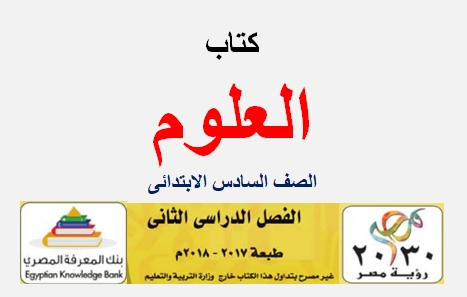 كتاب
العلوم
الصف السادس الابتدائى
الفصل الدراسى الثانى
طبعة ٢٠١٧ - ٢٠١٨م
غير مصرح بتداول هذا الكتاب خارج وزارة التربية والتعليم
٢٠٣٠
رؤية مصر
بنك المعرفة المصري
Egyptian Knowledge Bank